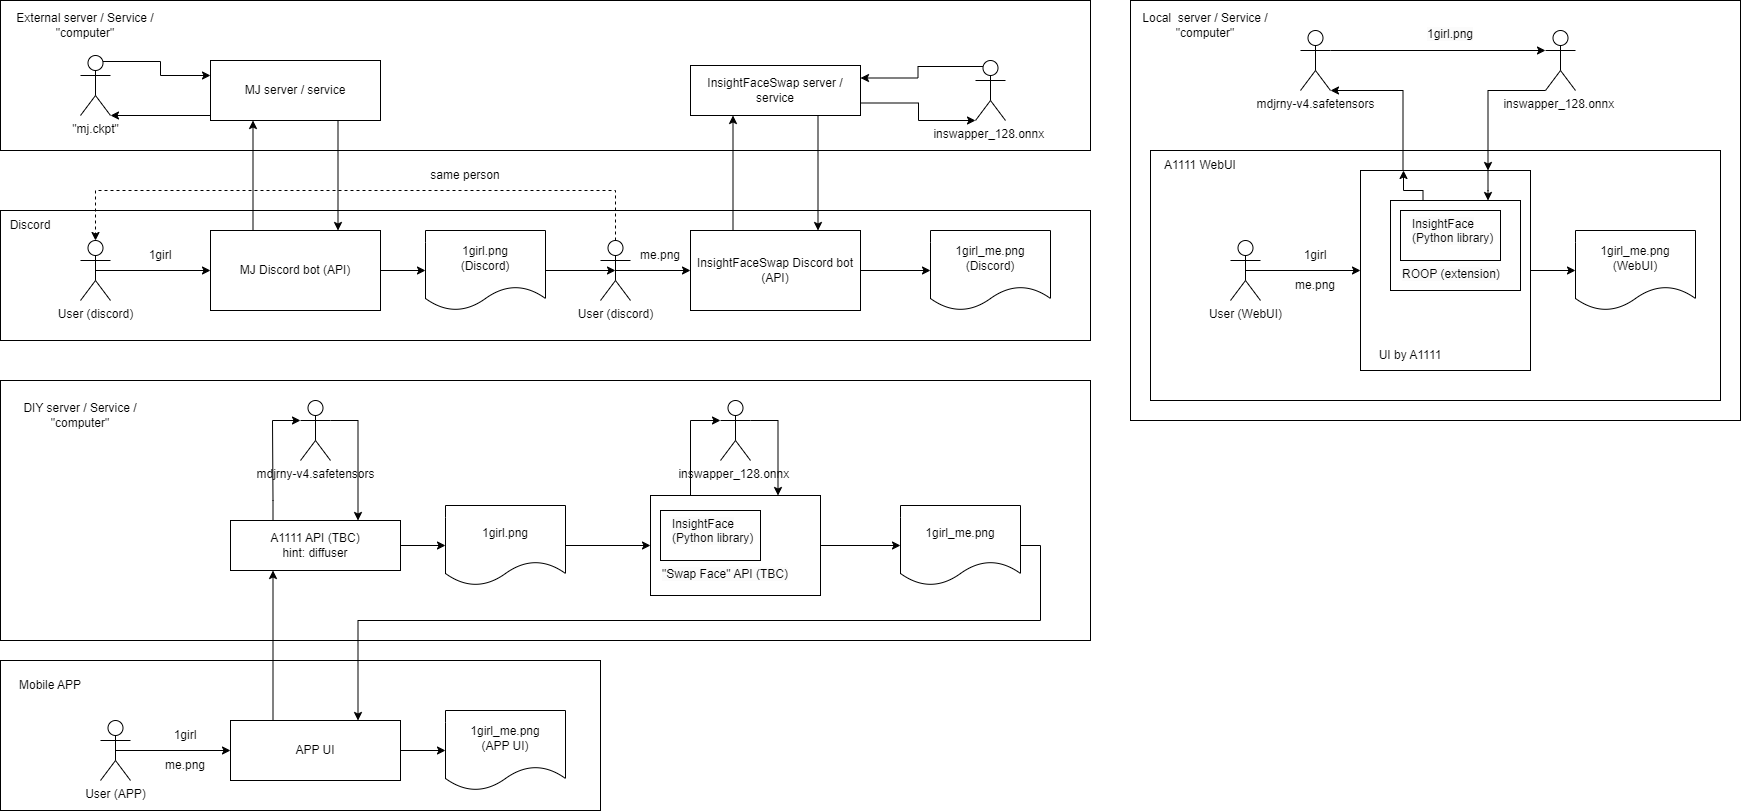 External server / Service /
"computer"
MJ server / service
"mj.ckpt"
InsightFaceSwap server /
service
inswapper_128.onnx
same person
Discord
1girl
User (discord)
MJ Discord bot (API)
1girl.png
(Discord)
User (discord)
me.png
InsightFaceSwap Discord bot
(API)
1girl_me.png
(Discord)
Local  server / Service /
"computer"
1girl.png
mdjrny-v4.safetensors
inswapper_128.onnx
A1111 WebUI
InsightFace
(Python library)
ROOP (extension)
1girl
me.png
User (WebUI)
UI by A1111
1girl_me.png
(WebUI)
DIY server / Service /
"computer"
mdjrny-v4.safetensors
inswapper_128.onnx
A1111 API (TBC)
hint: diffuser
1girl.png
InsightFace
(Python library)
"Swap Face" API (TBC)
1girl_me.png
Mobile APP
1girl
me.png
User (APP)
APP UI
1girl_me.png
(APP UI)